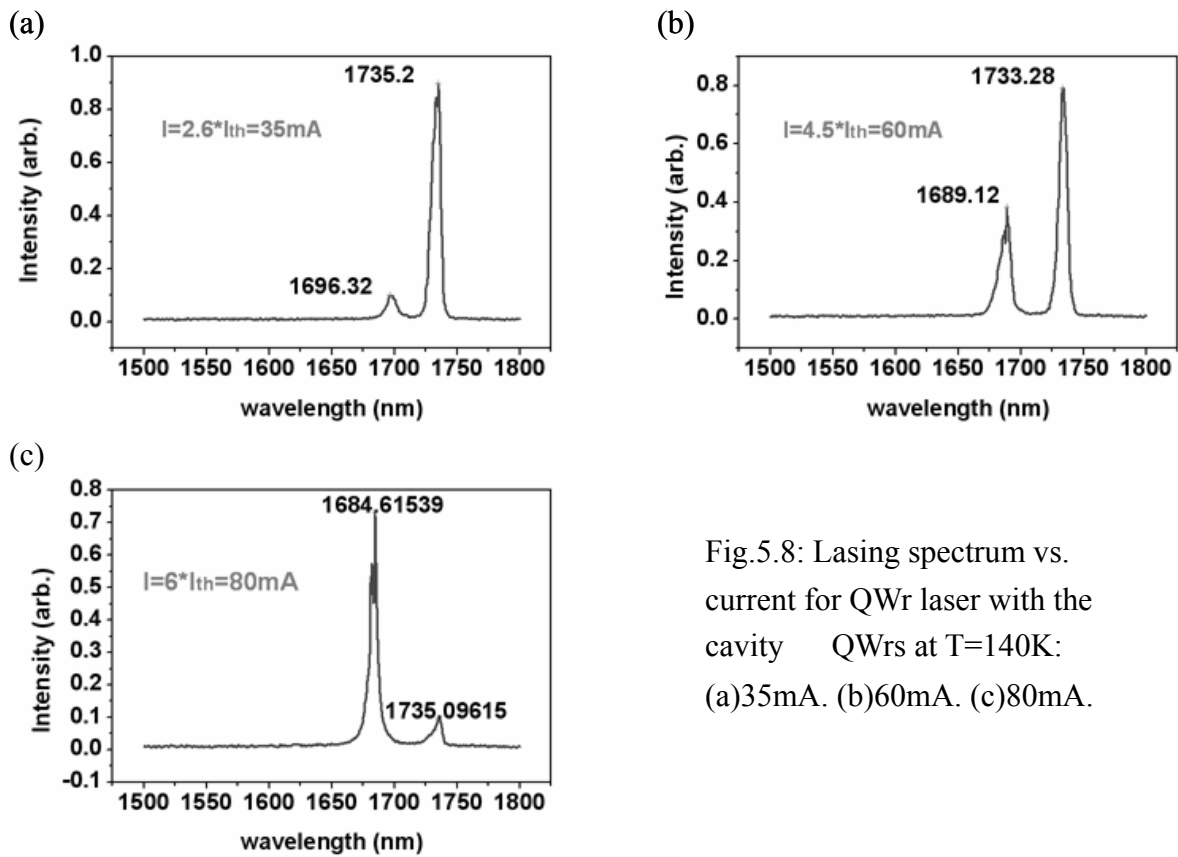 (a)
1.0
0.8
0.6
0.4
0.2
0.0
Intensity (arb.)
1735.2
I=2.6*Ith=35mA
1696.32
1500 1550 1600 1650 1700 1750 1800
wavelength (nm)
(b)
0.8
0.6
0.4
0.2
0.0
Intensity (arb.)
1733.28
I=4.5*Ith=60mA
1689.12
1500 1550 1600 1650 1700 1750 1800
wavelength (nm)
(c)
0.8
0.7
0.6
0.5
0.4
0.3
0.2
0.1
0.0
-0.1
Intensity (arb.)
1684.61539
I=6*Ith=80mA
1735.09615
1500 1550 1600 1650 1700 1750 1800
wavelength (nm)
Fig.5.8: Lasing spectrum vs.
current for QWr laser with the
cavity QWrs at T=140K:
(a)35mA. (b)60mA. (c)80mA.